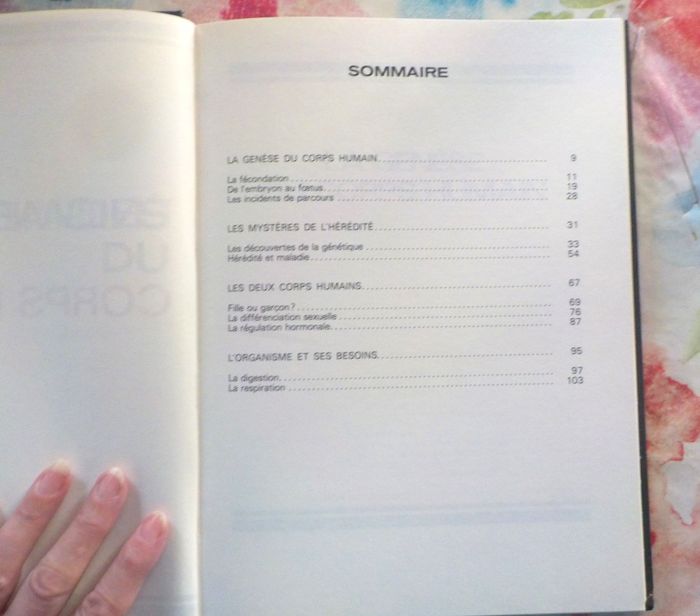 SOMMAIRE
LA GENÈSE DU CORPS HUMAIN 9
La fécondation 11
De l'embryon au fœtus 19
Les incidents de parcours 28
LES MYSTÈRES DE L'HÉRÉDITÉ 31
Les découvertes de la génétique 33
Hérédité et maladie 54
LES DEUX CORPS HUMAINS 67
Fille ou garçon? 69
La différenciation sexuelle 76
La régulation hormonale 87
L'ORGANISME ET SES BESOINS 95
La digestion 97
La respiration 103